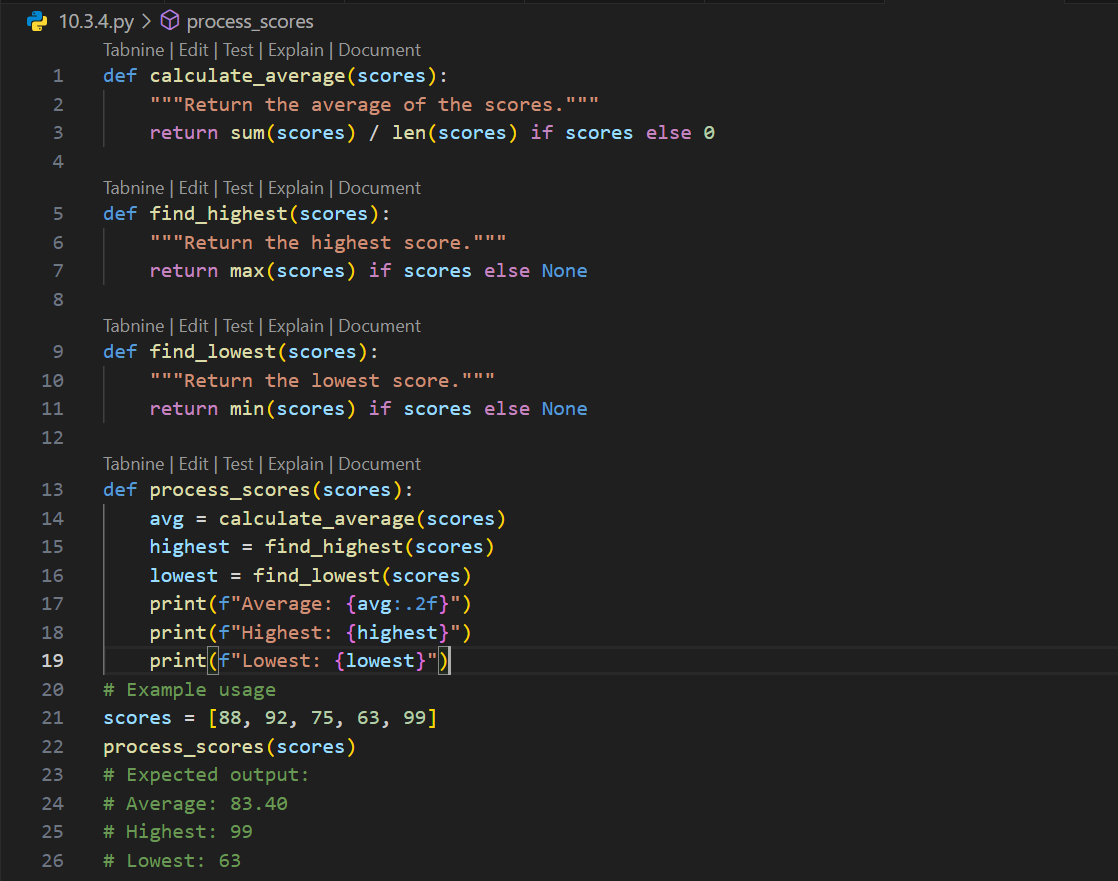 10.3.4.py > process_scores
Tabnine | Edit | Test | Explain | Document
1 def calculate_average(scores):
2     """Return the average of the scores."""
3     return sum(scores) / len(scores) if scores else 0
4
Tabnine | Edit | Test | Explain | Document
5 def find_highest(scores):
6     """Return the highest score."""
7     return max(scores) if scores else None
8
Tabnine | Edit | Test | Explain | Document
9 def find_lowest(scores):
10     """Return the lowest score."""
11     return min(scores) if scores else None
12
Tabnine | Edit | Test | Explain | Document
13 def process_scores(scores):
14     avg = calculate_average(scores)
15     highest = find_highest(scores)
16     lowest = find_lowest(scores)
17     print(f"Average: {avg:.2f}")
18     print(f"Highest: {highest}")
19     print(f"Lowest: {lowest}")
20 # Example usage
21 scores = [88, 92, 75, 63, 99]
22 process_scores(scores)
23 # Expected output:
24 # Average: 83.40
25 # Highest: 99
26 # Lowest: 63